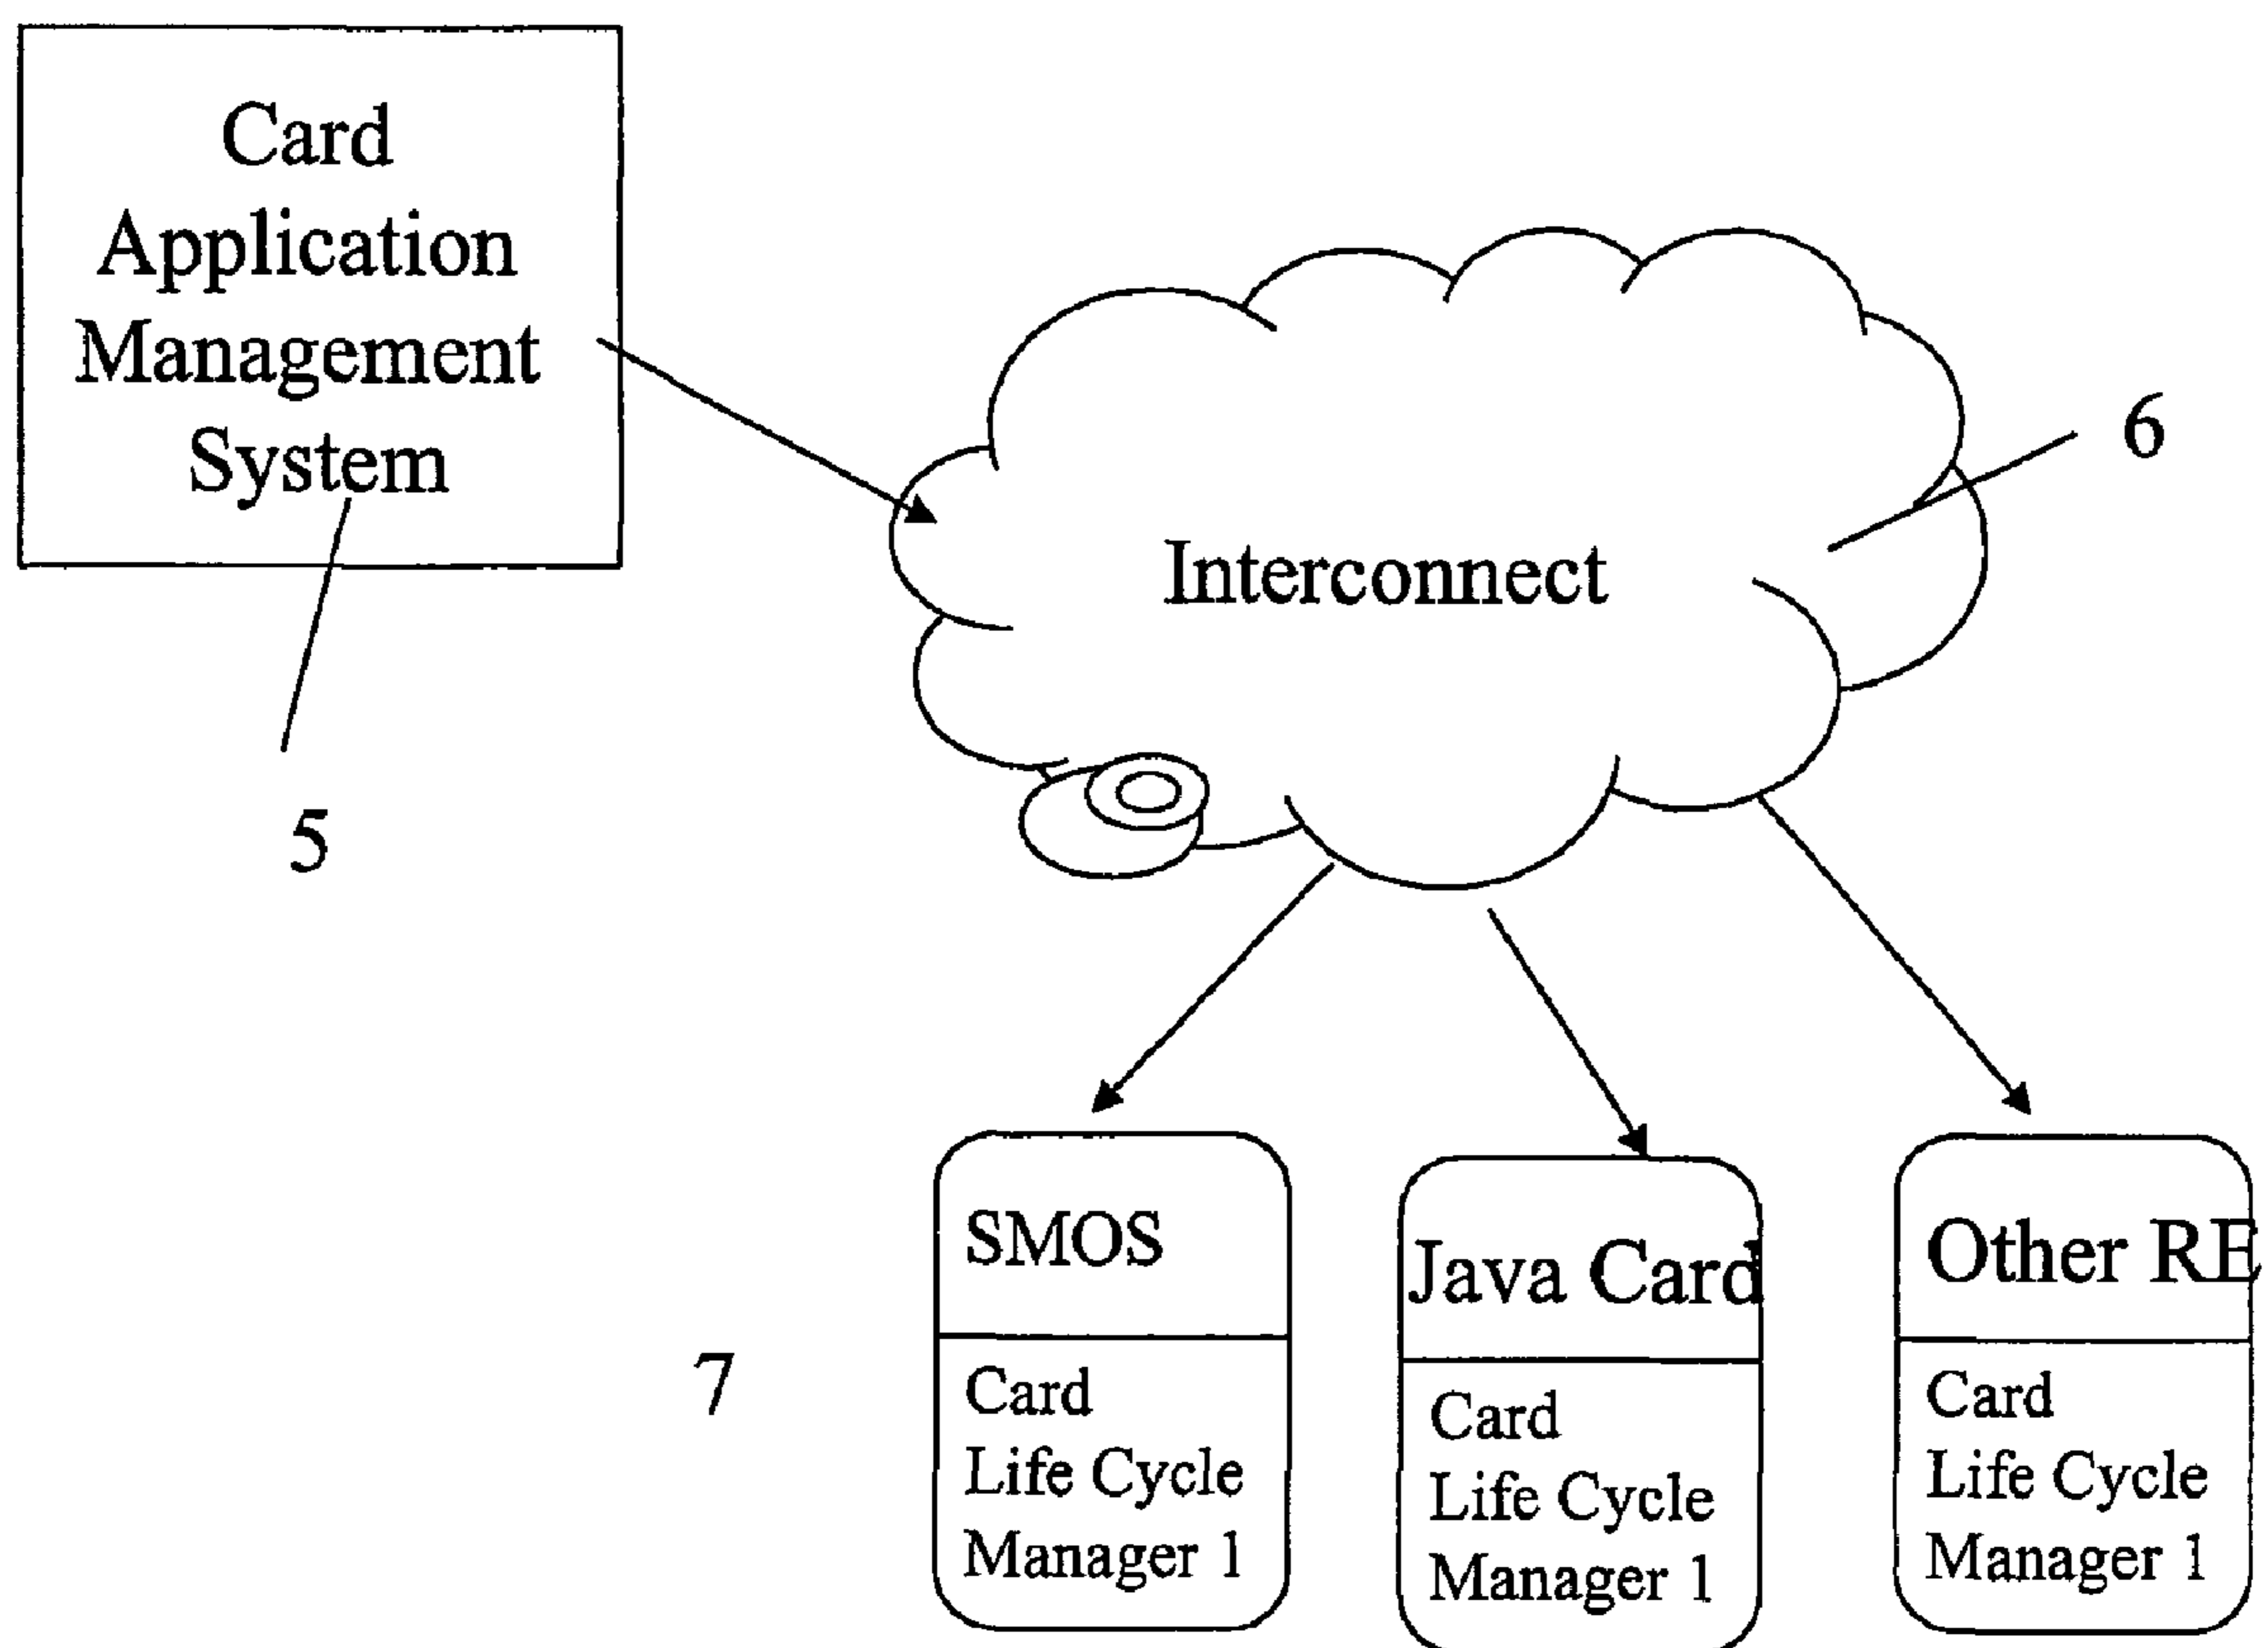 Card
Application
Management
System
5
Interconnect
6
7
SMOS
Card
Life Cycle
Manager 1
Java Card
Card
Life Cycle
Manager 1
Other RE
Card
Life Cycle
Manager 1